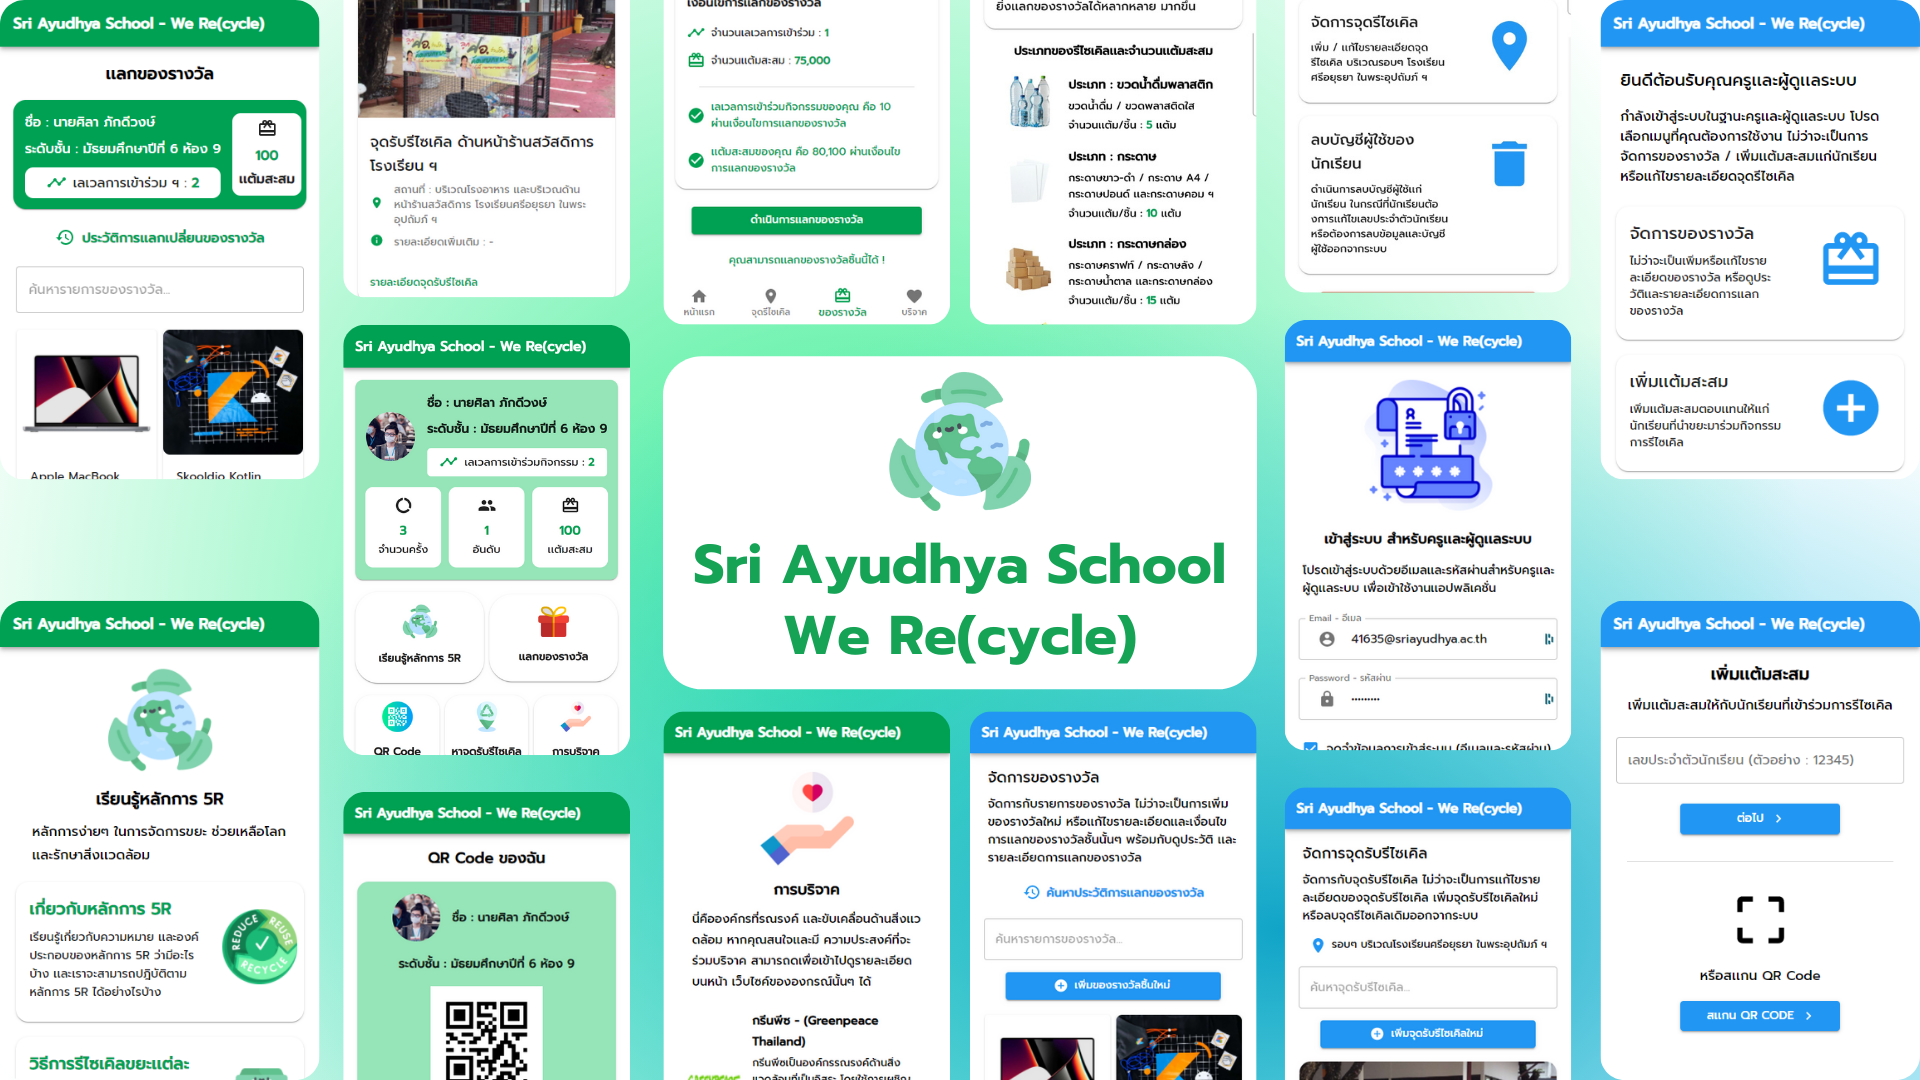 Sri Ayudhya School - We Re(cycle)
แลกของรางวัล
ชื่อ : นายศิลา ภักดีวงษ์
ระดับชั้น : มัธยมศึกษาปีที่ 6 ห้อง 9
เลเวลการเข้าร่วม ฯ : 2
100
แต้มสะสม
ประวัติการแลกเปลี่ยนของรางวัล
ค้นหารายการของรางวัล...
Apple MacBook
Skooldio Kotlin
Sri Ayudhya School - We Re(cycle)
เรียนรู้หลักการ 5R
หลักการง่ายๆ ในการจัดการขยะ ช่วยเหลือโลก
และรักษาสิ่งแวดล้อม
เกี่ยวกับหลักการ 5R
เรียนรู้เกี่ยวกับความหมาย และองค์
ประกอบของหลักการ 5R ว่ามีอะไร
บ้าง และเราจะสามารถปฎิบัติตาม
หลักการ 5R ได้อย่างไรบ้าง
REDUCE
REUSE
RECYCLE
วิธีการรีไซเคิลขยะแต่ละ
จุดรับรีไซเคิล ด้านหน้าร้านสวัสดิการ
โรงเรียน ฯ
สถานที่ : บริเวณโรงอาหาร และบริเวณด้าน
หน้าร้านสวัสดิการ โรงเรียนศรีอยุธยา ในพระ
อุปถัมภ์ ฯ
รายละเอียดเพิ่มเติม : -
รายละเอียดจุดรับรีไซเคิล
Sri Ayudhya School - We Re(cycle)
ชื่อ : นายศิลา ภักดีวงษ์
ระดับชั้น : มัธยมศึกษาปีที่ 6 ห้อง 9
เลเวลการเข้าร่วมกิจกรรม : 2
3
จำนวนครั้ง
1
อันดับ
100
แต้มสะสม
เรียนรู้หลักการ 5R
แลกของรางวัล
QR Code
หาจุดรับรีไซเคิล
การบริจาค
Sri Ayudhya School - We Re(cycle)
QR Code ของฉัน
ชื่อ : นายศิลา ภักดีวงษ์
ระดับชั้น : มัธยมศึกษาปีที่ 6 ห้อง 9
เงื่อนไขการแลกของรางวัล
จำนวนเลเวลการเข้าร่วม : 1
จำนวนแต้มสะสม : 75,000
เลเวลการเข้าร่วมกิจกรรมของคุณ คือ 10
ผ่านเงื่อนไขการแลกของรางวัล
แต้มสะสมของคุณ คือ 80,100 ผ่านเงื่อนไข
การแลกของรางวัล
ดำเนินการแลกของรางวัล
คุณสามารถแลกของรางวัลชิ้นนี้ได้ !
หน้าแรก
จุดรีไซเคิล
ของรางวัล
บริจาค
ยิ่งแลกของรางวัลได้หลากหลาย มากขึ้น
ประเภทของรีไซเคิลและจำนวนแต้มสะสม
ประเภท : ขวดน้ำดื่มพลาสติก
ขวดน้ำดื่ม / ขวดพลาสติดใส
จำนวนแต้ม/ชิ้น : 5 แต้ม
ประเภท : กระดาษ
กระดาษขาว-ดำ / กระดาษ A4 /
กระดาษปอนด์ และกระดาษคอม ฯ
จำนวนแต้ม/ชิ้น : 10 แต้ม
ประเภท : กระดาษกล่อง
กระดาษคราฟท์ / กระดาษลัง /
กระดาษน้ำตาล และกระดาษกล่อง
จำนวนแต้ม/ชิ้น : 15 แต้ม
Sri Ayudhya School
We Re(cycle)
Sri Ayudhya School - We Re(cycle)
การบริจาค
นี่คือองค์กรที่รณรงค์ และขับเคลื่อนด้านสิ่งแว
ดล้อม หากคุณสนใจและมี ความประสงค์ที่จะ
ร่วมบริจาค สามารถดเพื่อเข้าไปดูรายละเอียด
บนหน้า เว็บไซค์ขององกรณ์นั้นๆ ได้
กรีนพีซ - (Greenpeace
Thailand)
กรีนพีซเป็นองค์กรรณรงค์ด้านสิ่ง
แวดล้อมที่เป็นอิสระ โดยใช้การเผชิญ
Sri Ayudhya School - We Re(cycle)
จัดการของรางวัล
จัดการกับรายการของรางวัล ไม่ว่าจะเป็นการเพิ่ม
ของรางวัลใหม่ หรือแก้ไขรายละเอียดและเงื่อนไข
การแลกของรางวัลชั้นนั้นๆ พร้อมกับดูประวัติ และ
รายละเอียดการแลกของรางวัล
ค้นหาประวัติการแลกของรางวัล
ค้นหารายการของรางวัล...
เพิ่มของรางวัลชิ้นใหม่
จัดการจุดรีไซเคิล
เพิ่ม / แก้ไขรายละเอียดจุด
รีไซเคิล บริเวณรอบๆ โรงเรียน
ศรีอยุธยา ในพระอุปถัมภ์ ฯ
ลบบัญชีผู้ใช้ของ
นักเรียน
ดำเนินการลบบัญชีผู้ใช้แก่
นักเรียน ในกรณีที่นักเรียนต้อ
งการแก้ไขเลขประจำตัวนักเรียน
หรือต้องการลบข้อมูลและบัญชี
ผู้ใช้ออกจากระบบ
Sri Ayudhya School - We Re(cycle)
เข้าสู่ระบบ สำหรับครูและผู้ดูแลระบบ
โปรดเข้าสู่ระบบด้วยอีเมลและรหัสผ่านสำหรับครูและ
ผู้ดูแลระบบ เพื่อเข้าใช้งานแอปพลิเคชั่น
Email - อีเมล
41635@sriayudhya.ac.th
Password - รหัสผ่าน
จดจำข้อมูลการเข้าสู่ระบบ (อีเมลและรหัสผ่าน)
Sri Ayudhya School - We Re(cycle)
จัดการจุดรับรีไซเคิล
จัดการกับจุดรับรีไซเคิล ไม่ว่าจะเป็นการแก้ไขราย
ละเอียดของจุดรับรีไซเคิล เพิ่มจุดรับรีไซเคิลใหม่
หรือลบจุดรีไซเคิลเดิมออกจากระบบ
รอบๆ บริเวณโรงเรียนศรีอยุธยา ในพระอุปถัมภ์ ฯ
ค้นหาจุดรับรีไซเคิล...
เพิ่มจุดรับรีไซเคิลใหม่
Sri Ayudhya School - We Re(cycle)
ยินดีต้อนรับคุณครูและผู้ดูแลระบบ
กำลังเข้าสู่ระบบในฐานะครูและผู้ดูแลระบบ โปรด
เลือกเมนูที่คุณต้องการใช้งาน ไม่ว่าจะเป็นการ
จัดการของรางวัล / เพิ่มแต้มสะสมแก่นักเรียน
หรือแก้ไขรายละเอียดจุดรีไซเคิล
จัดการของรางวัล
ไม่ว่าจะเป็นเพิ่มหรือแก้ไขราย
ละเอียดของรางวัล หรือดูประ
วัติและรายละเอียดการแลก
ของรางวัล
เพิ่มแต้มสะสม
เพิ่มแต้มสะสมตอบแทนให้แก่
นักเรียนที่นำขยะมาร่วมกิจกรรม
การรีไซเคิล
Sri Ayudhya School - We Re(cycle)
เพิ่มแต้มสะสม
เพิ่มแต้มสะสมให้กับนักเรียนที่เข้าร่วมการรีไซเคิล
เลขประจำตัวนักเรียน (ตัวอย่าง : 12345)
ต่อไป
หรือสแกน QR Code
สแกน QR CODE